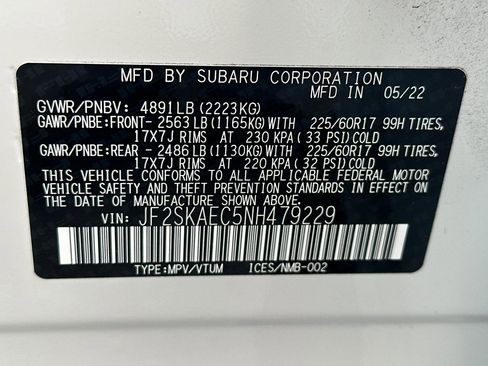 MFD BY SUBARU CORPORATION
MFD IN 05/22
GVWR/PNBV: 4891LB (2223KG)
GAWR/PNBE:FRONT-2563LB(1165KG)WITH 225/60R17 99H TIRES,
17X7J RIMS AT 230 KPA (33 PSI)COLD
GAWR/PNBE:REAR -2486LB(1130KG)WITH 225/60R17 99H TIRES,
17X7J RIMS AT 220 KPA (32 PSI)COLD
THIS VEHICLE CONFORMS TO ALL APPLICABLE FEDERAL MOTOR
VEHICLE SAFETY AND THEFT PREVENTION STANDARDS IN EFFECT
ON THE DATE OF MANUFACTURE SHOWN ABOVE.
VIN: JF2SKAEC5NH479229
TYPE:MPV/VTUM ICES/NMB-002